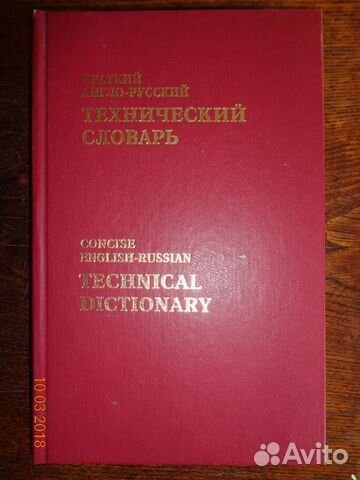 КРАТКИЙ
АНГЛО-РУССКИЙ
ТЕХНИЧЕСКИЙ
СЛОВАРЬ
CONCISE
ENGLISH-RUSSIAN
TECHNICAL
DICTIONARY
10 03 2018
Avito